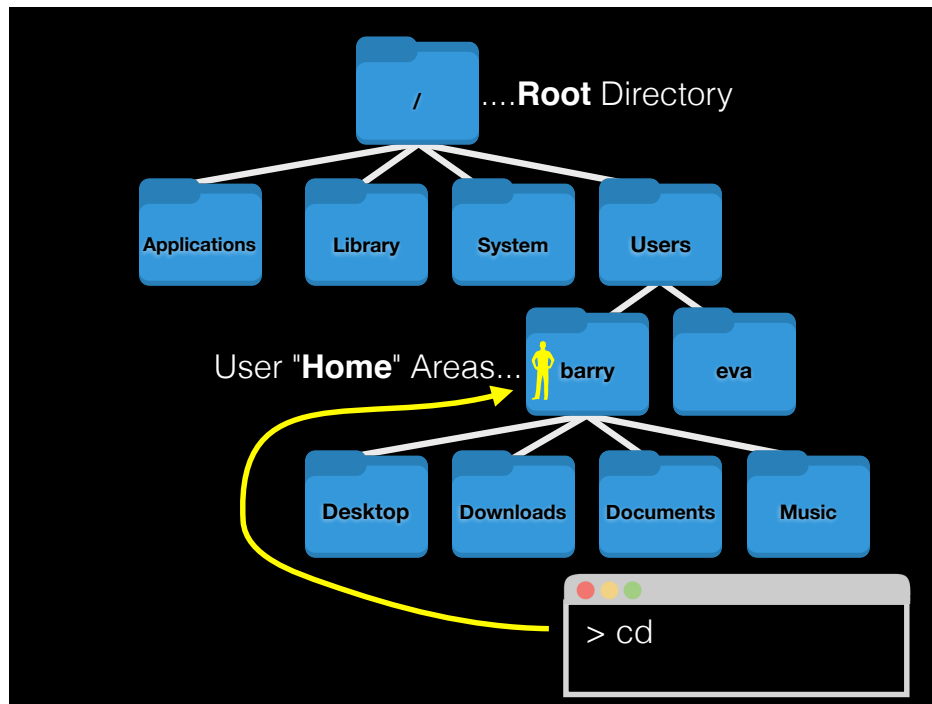 /
....Root Directory
Applications
Library
System
Users
User "Home" Areas...
barry
eva
Desktop
Downloads
Documents
Music
> cd